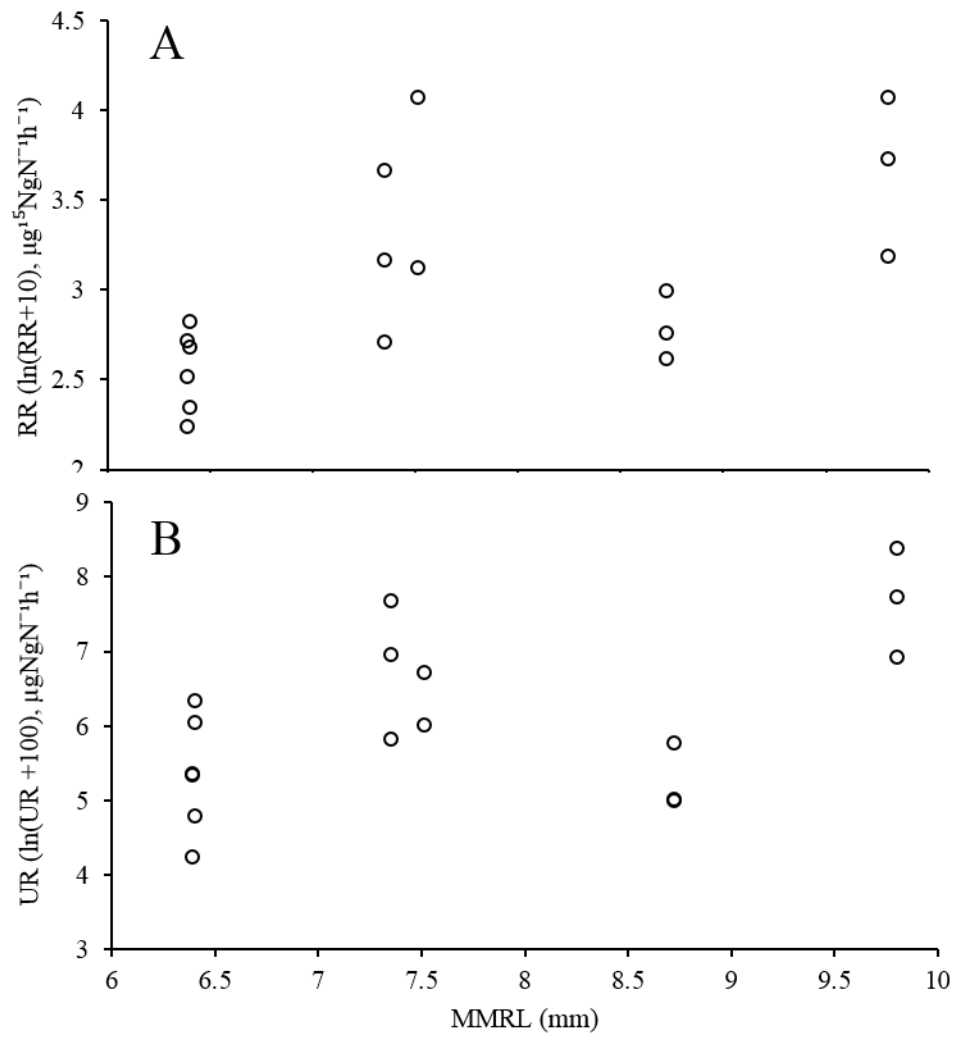 4.5
A
4
3.5
3
2.5
2
RR (ln(RR+10), µg¹⁵NgN⁻¹h⁻¹)
9
B
8
7
6
5
4
3
UR (ln(UR +100), µgNgN⁻¹h⁻¹)
6 6.5 7 7.5 8 8.5 9 9.5 10
MMRL (mm)